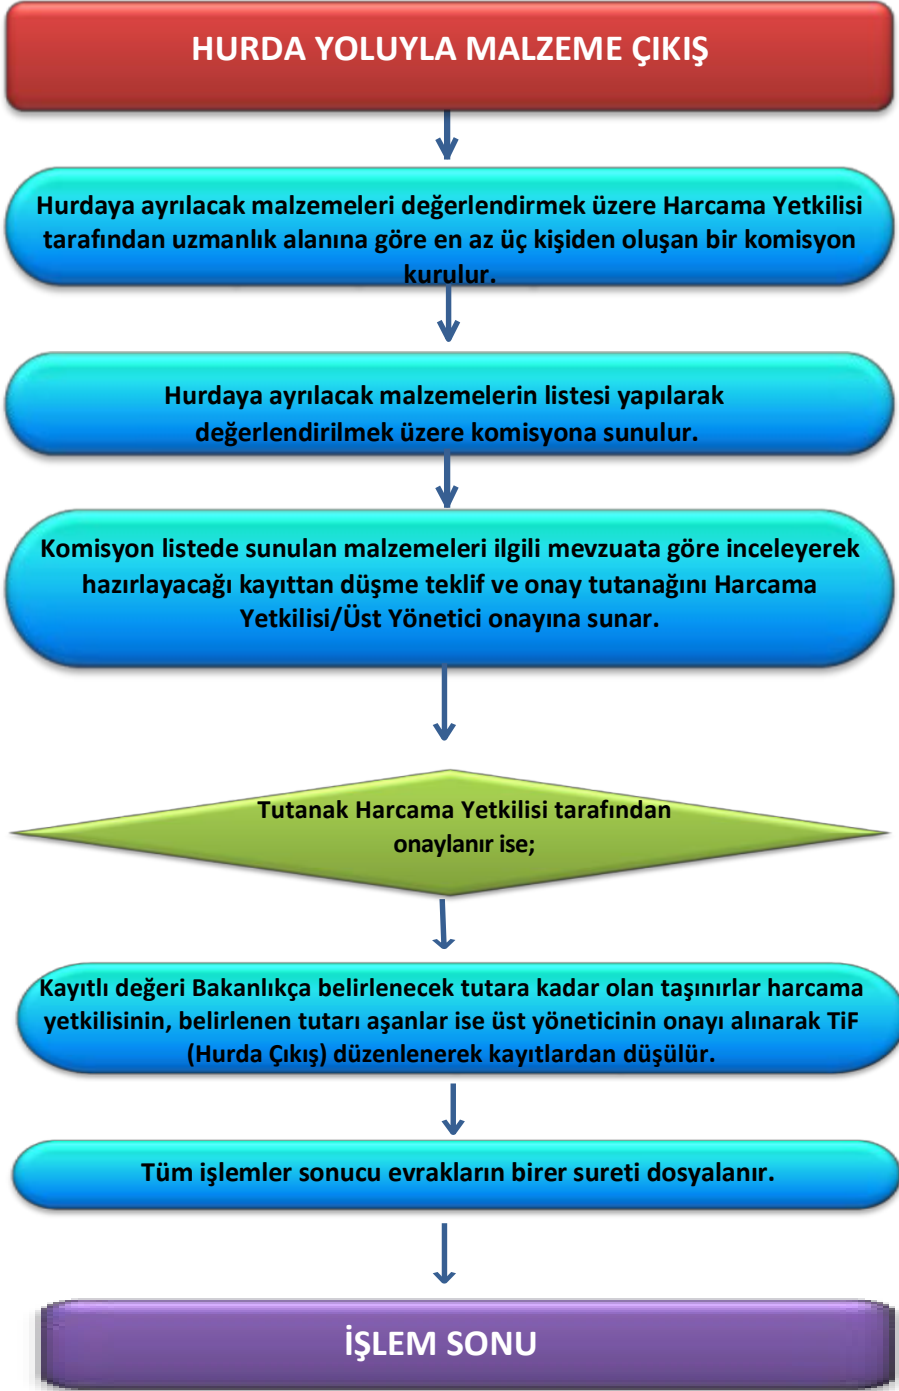 HURDA YOLUYLA MALZEME ÇIKIŞ
Hurdaya ayrılacak malzemeleri değerlendirmek üzere Harcama Yetkilisi
tarafından uzmanlık alanına göre en az üç kişiden oluşan bir komisyon
kurulur.
Hurdaya ayrılacak malzemelerin listesi yapılarak
değerlendirilmek üzere komisyona sunulur.
Komisyon listede sunulan malzemeleri ilgili mevzuata göre inceleyerek
hazırlayacağı kayıttan düşme teklif ve onay tutanağını Harcama
Yetkilisi/Üst Yönetici onayına sunar.
Tutanak Harcama Yetkilisi tarafından
onaylanır ise;
Kayıtlı değeri Bakanlıkça belirlenecek tutara kadar olan taşınırlar harcama
yetkilisinin, belirlenen tutarı aşanlar ise üst yöneticinin onayı alınarak TiF
(Hurda Çıkış) düzenlenerek kayıtlardan düşülür.
Tüm işlemler sonucu evrakların birer sureti dosyalanır.
İŞLEM SONU